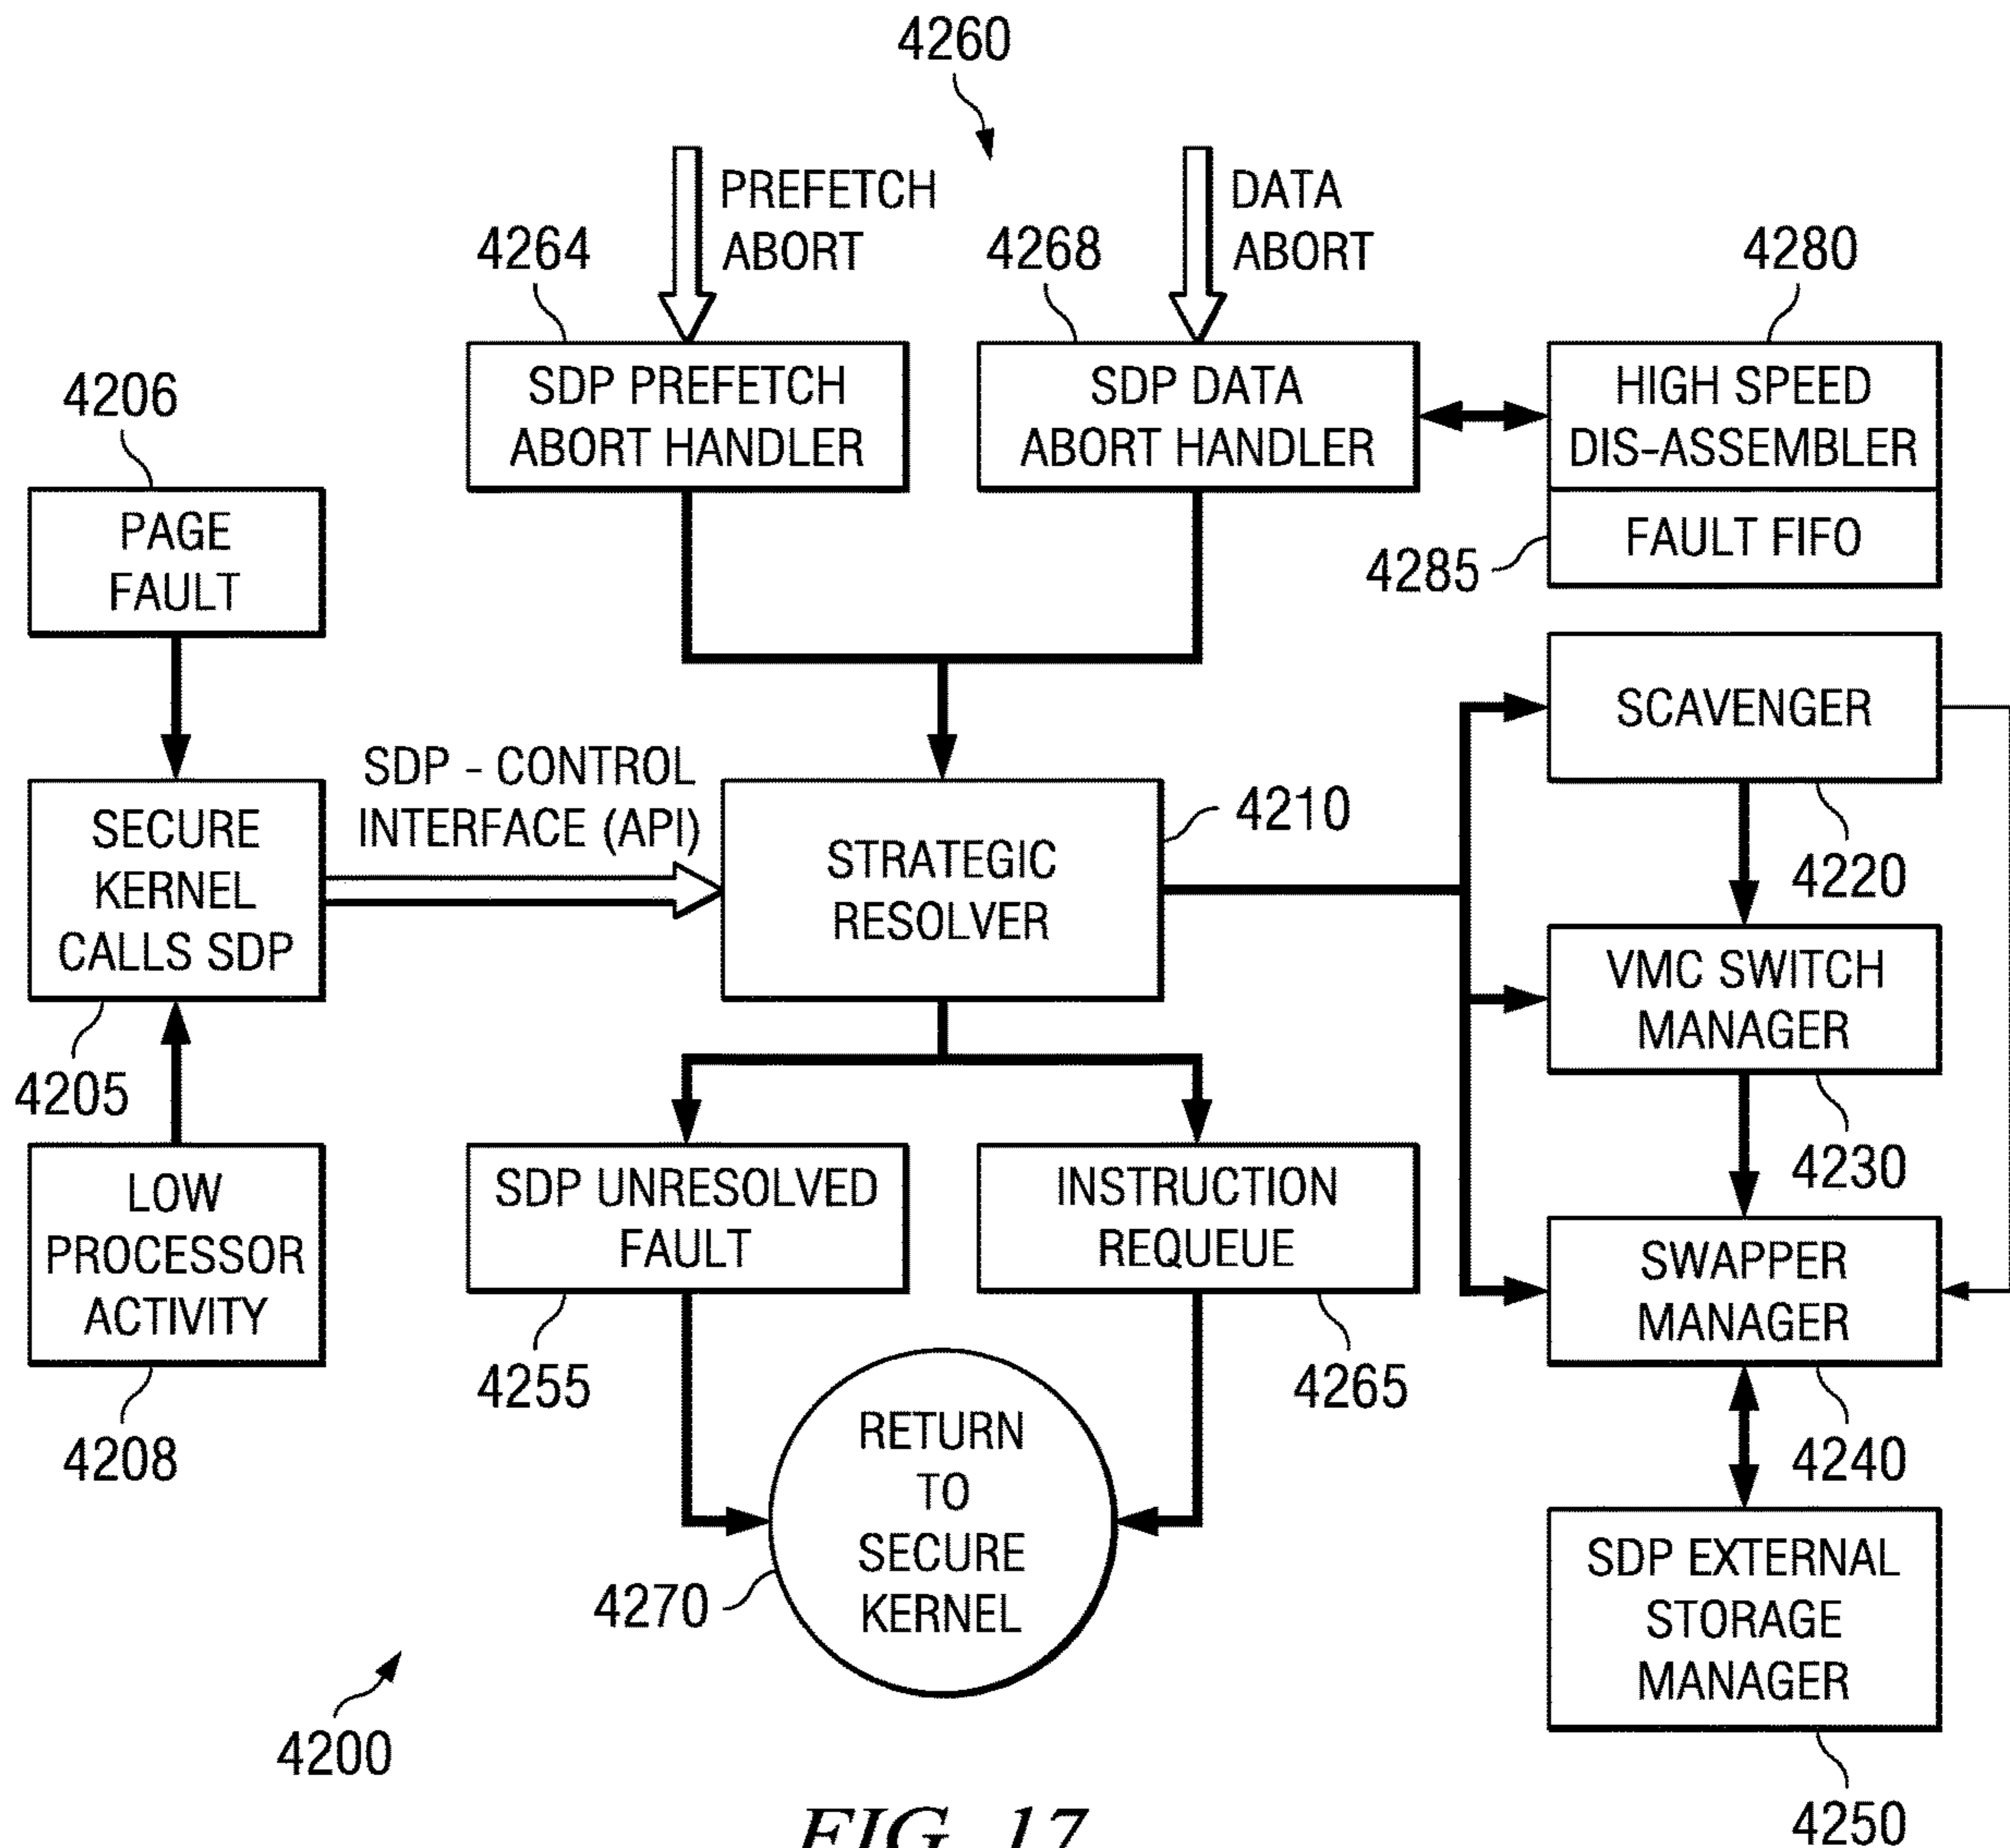 4260
PREFETCH
ABORT
DATA
ABORT
4264
4268
4280
SDP PREFETCH
ABORT HANDLER
SDP DATA
ABORT HANDLER
HIGH SPEED
DIS-ASSEMBLER
4206
PAGE
FAULT
FAULT FIFO
4285
SCAVENGER
4220
SDP - CONTROL
INTERFACE (API)
SECURE
KERNEL
CALLS SDP
4205
STRATEGIC
RESOLVER
4210
VMC SWITCH
MANAGER
4230
LOW
PROCESSOR
ACTIVITY
4208
SDP UNRESOLVED
FAULT
4255
INSTRUCTION
REQUEUE
4265
SWAPPER
MANAGER
4240
RETURN
TO
SECURE
KERNEL
4270
SDP EXTERNAL
STORAGE
MANAGER
4250
4200
FIG. 17